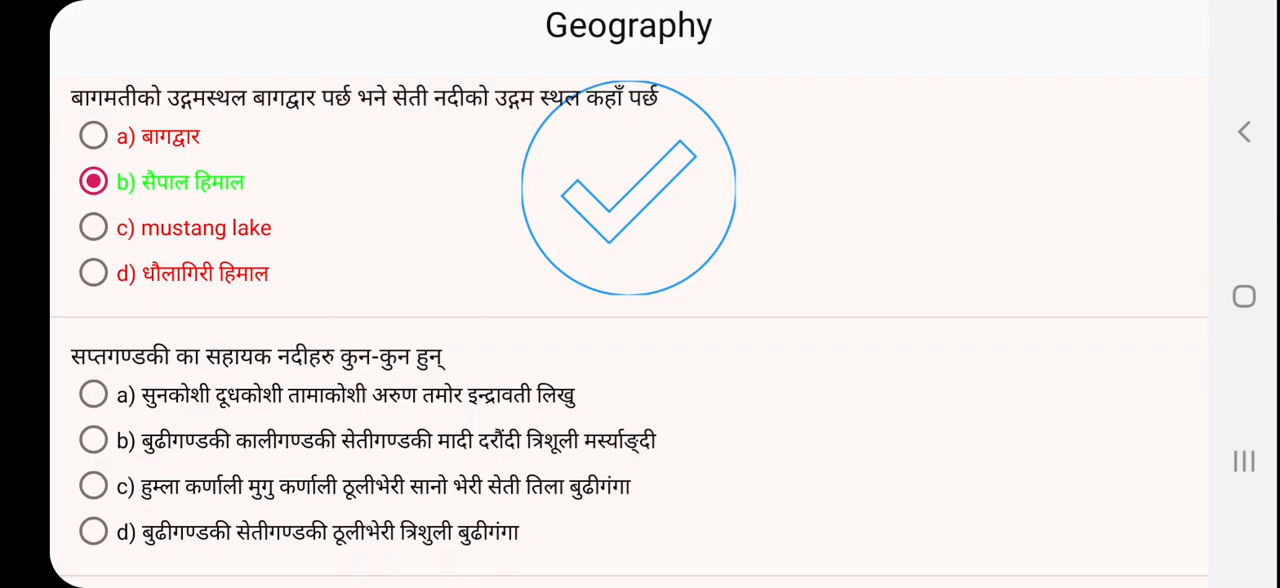 Geography
बागमतीको उद्गमस्थल बागद्वार पर्छ भने सेती नदीको उद्गम स्थल कहाँ पर्छ
a) बागद्वार
b) सैपाल हिमाल
c) mustang lake
d) धौलागिरी हिमाल
सप्तगण्डकी का सहायक नदीहरु कुन-कुन हुन्
a) सुनकोशी दूधकोशी तामाकोशी अरुण तमोर इन्द्रावती लिखु
b) बुढीगण्डकी कालीगण्डकी सेतीगण्डकी मादी दरौंदी त्रिशूली मर्स्याङ्दी
c) हुम्ला कर्णाली मुगु कर्णाली ठूलीभेरी सानो भेरी सेती तिला बुढीगंगा
d) बुढीगण्डकी सेतीगण्डकी ठूलीभेरी त्रिशुली बुढीगंगा